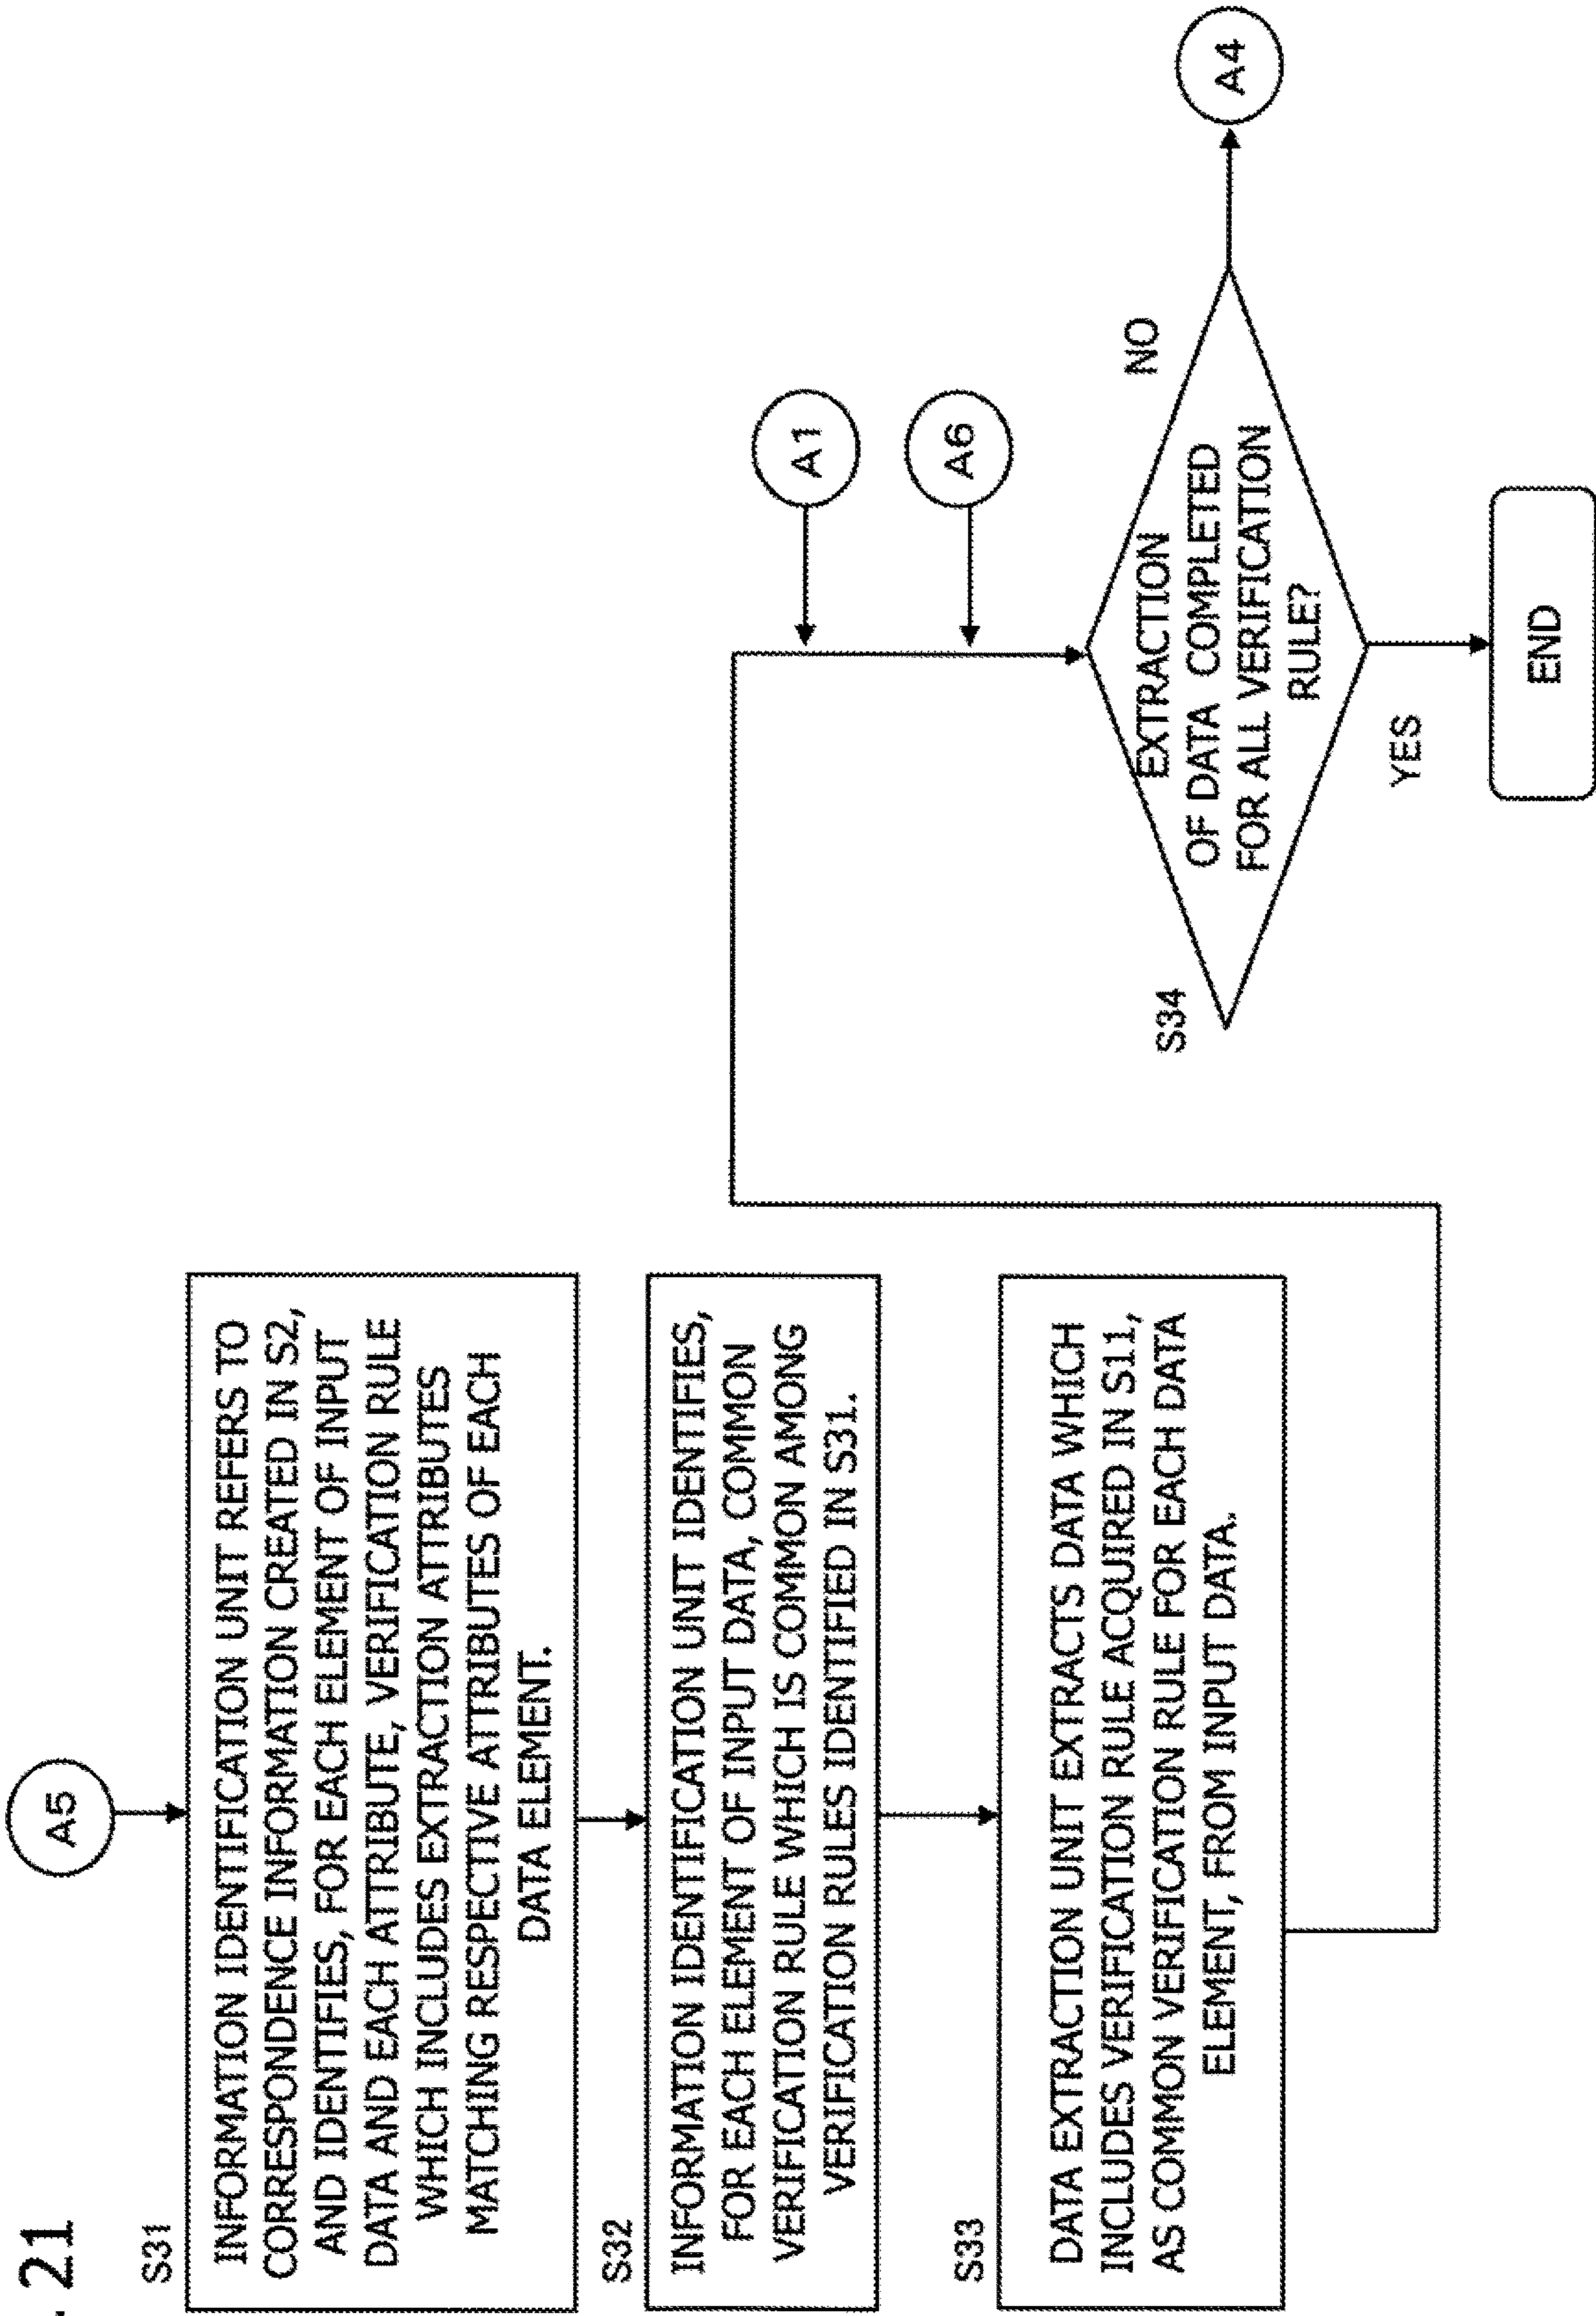 . 21
A5
S31
INFORMATION IDENTIFICATION UNIT REFERS TO
CORRESPONDENCE INFORMATION CREATED IN S2,
AND IDENTIFIES, FOR EACH ELEMENT OF INPUT
DATA AND EACH ATTRIBUTE, VERIFICATION RULE
WHICH INCLUDES EXTRACTION ATTRIBUTES
MATCHING RESPECTIVE ATTRIBUTES OF EACH
DATA ELEMENT.
S32
INFORMATION IDENTIFICATION UNIT IDENTIFIES,
FOR EACH ELEMENT OF INPUT DATA, COMMON
VERIFICATION RULE WHICH IS COMMON AMONG
VERIFICATION RULES IDENTIFIED IN S31.
S33
DATA EXTRACTION UNIT EXTRACTS DATA WHICH
INCLUDES VERIFICATION RULE ACQUIRED IN S11,
AS COMMON VERIFICATION RULE FOR EACH DATA
ELEMENT, FROM INPUT DATA.
A1
A6
S34
EXTRACTION
OF DATA COMPLETED
FOR ALL VERIFICATION
RULE?
NO
A4
YES
END